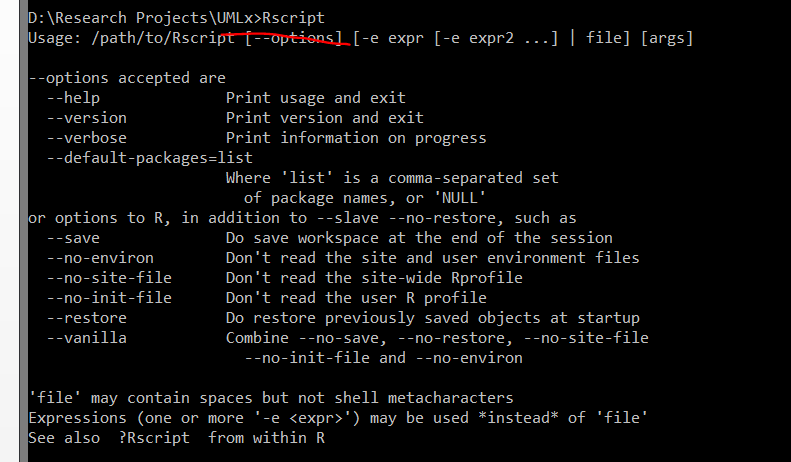 D:\Research Projects\UMLx>Rscript
Usage: /path/to/Rscript [--options] [-e expr [-e expr2 ...] | file] [args]
--options accepted are
--help Print usage and exit
--version Print version and exit
--verbose Print information on progress
--default-packages=list
Where 'list' is a comma-separated set
of package names, or 'NULL'
or options to R, in addition to --slave --no-restore, such as
--save Do save workspace at the end of the session
--no-environ Don't read the site and user environment files
--no-site-file Don't read the site-wide Rprofile
--no-init-file Don't read the user R profile
--restore Do restore previously saved objects at startup
--vanilla Combine --no-save, --no-restore, --no-site-file
--no-init-file and --no-environ
'file' may contain spaces but not shell metacharacters
Expressions (one or more '-e <expr>') may be used *instead* of 'file'
See also ?Rscript from within R